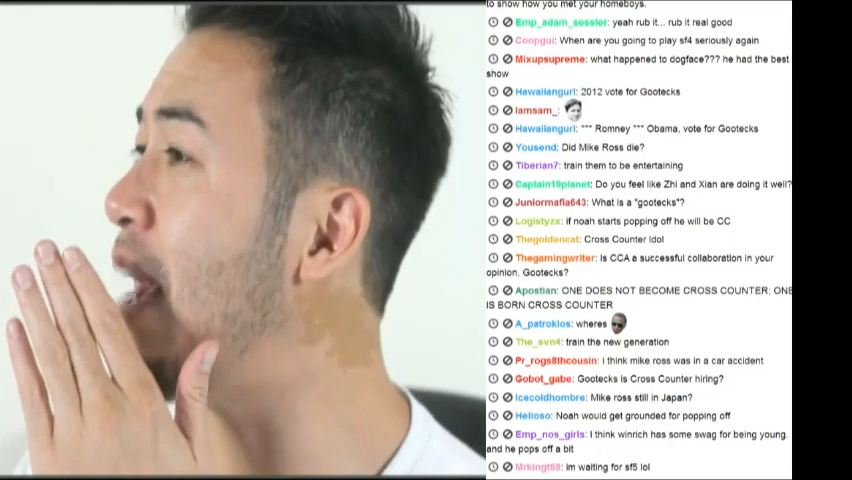 to show how you met your homeboys.
Emp_adam_sessler: yeah rub it... rub it real good
Coopgui: When are you going to play sf4 seriously again
Mixupsupreme: what happened to dogface??? he had the best
show
Hawaiiangurl: 2012 vote for Gootecks
Iamsam_:
Hawaiiangurl: *** Romney *** Obama, vote for Gootecks
Yousend: Did Mike Ross die?
Tiberian7: train them to be entertaining
Captain19planet: Do you feel like Zhi and Xian are doing it well?
Juniormafia643: What is a "gootecks"?
Logistyzx: if noah starts popping off he will be CC
Thegoldencat: Cross Counter Idol
Thegamingwriter: Is CCA a successful collaboration in your
opinion, Gootecks?
Apostian: ONE DOES NOT BECOME CROSS COUNTER; ONE
IS BORN CROSS COUNTER
A_patroklos: wheres
The_svn4: train the new generation
Pr_rogs8thcousin: i think mike ross was in a car accident
Gobot_gabe: Gootecks is Cross Counter hiring?
Icecoldhombre: Mike ross still in Japan?
Helioso: Noah would get grounded for popping off
Emp_nos_girls: I think winrich has some swag for being young.
and he pops off a bit
Mrkingt88: im waiting for sf5 lol